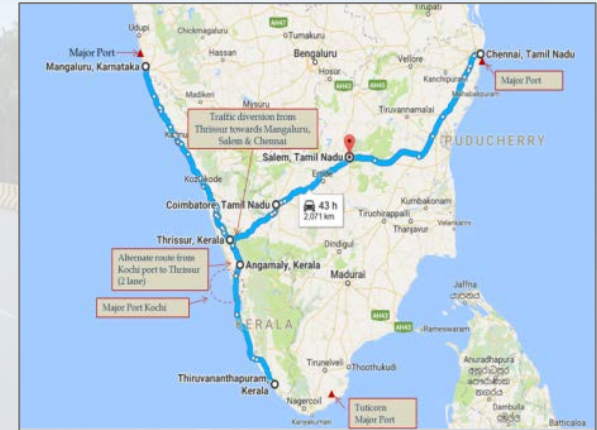 Tirupati
Udupi
Chickmagaluru
Tumakuru
AH45
Major Port
Hassan
Bengaluru
Vellore
Chennai, Tamil Nadu
Mangaluru, Karnataka
Hosur
Kanchipuram
Major Port
Madikeri
Mysuru
Tiruvannamalai
Traffic diversion from
Thrissur towards Mangaluru,
Salem & Chennai
PUDUCHERRY
Salem, Tamil Nadu
Kozhikode
Erode
Coimbatore, Tamil Nadu
43 h
2,071 km
Kumbakonam
Tiruchirappalli
Thanjavur
Thrissur, Kerala
Alternate route from
Kochi port to Thrissur
(2 lane)
Dindigul
Angamaly, Kerala
Madurai
Jaffna
Major Port Kochi
KERALA
AH43
Rameswaram
AH43
Anuradhapura
Tirunelveli
Thoothukudi
Thiruvananthapuram
Kerala
Dambulla
Nagercoil
Tuticorn
Major Port
Kanyakumari
Batticaloa